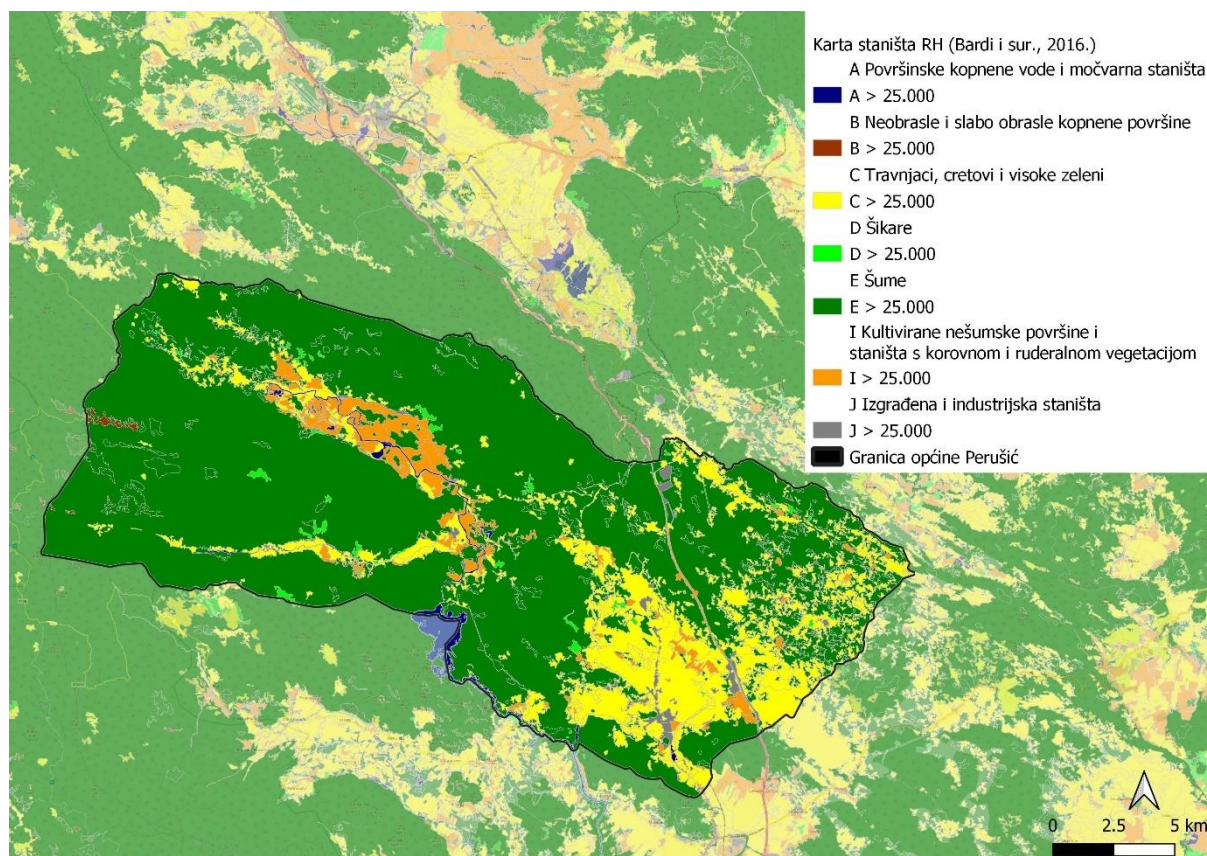 Karta staništa RH (Bardi i sur., 2016.)
A Površinske kopnene vode i močvarna staništa
A > 25.000
B Neobrasle i slabo obrasle kopnene površine
B > 25.000
C Travnjaci, cretovi i visoke zeleni
C > 25.000
D Šikare
D > 25.000
E Šume
E > 25.000
I Kultivirane nešumske površine i
staništa s korovnom i ruderalnom vegetacijom
I > 25.000
J Izgrađena i industrijska staništa
J > 25.000
Granica općine Perušić
0 2.5 5 km